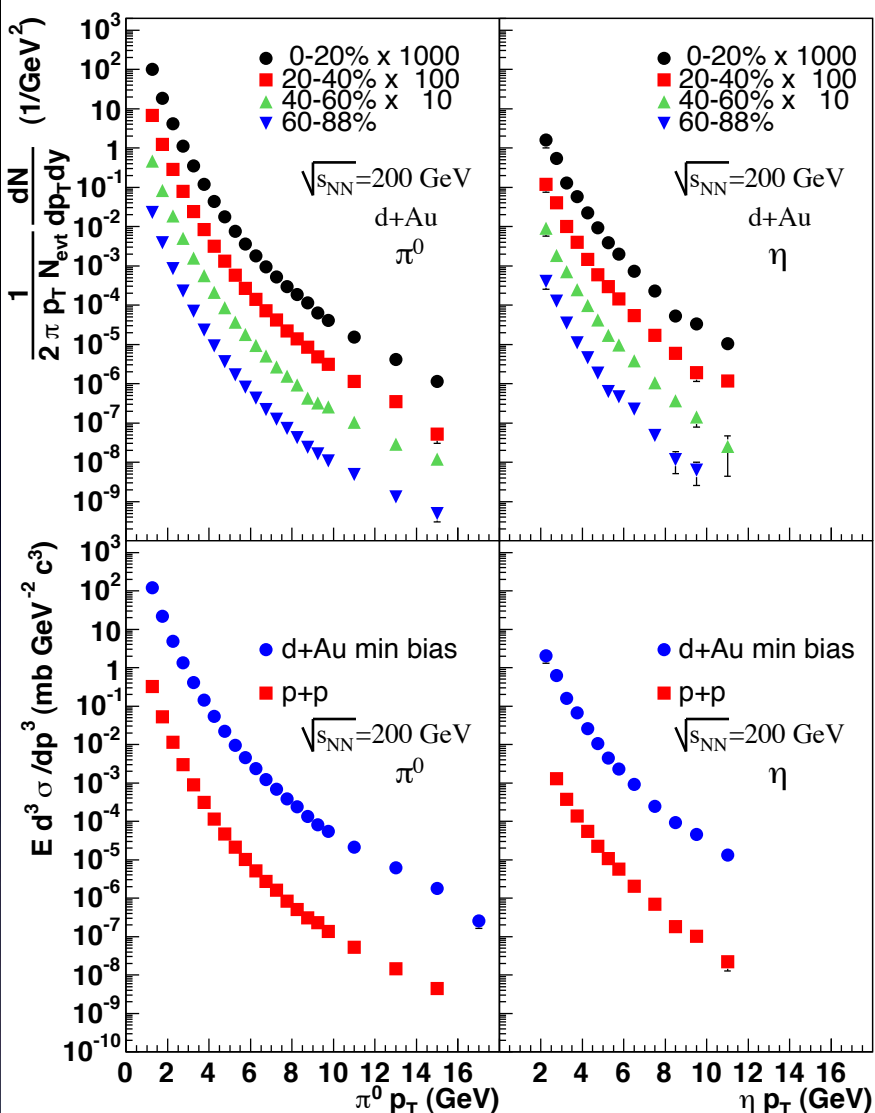 1/(2 π p_T N_evt) dN/(dp_T dy) (1/GeV²)
10³
10²
10
1
10⁻¹
10⁻²
10⁻³
10⁻⁴
10⁻⁵
10⁻⁶
10⁻⁷
10⁻⁸
10⁻⁹
0-20% x 1000
20-40% x 100
40-60% x 10
60-88%
√s_NN=200 GeV
d+Au
π⁰
0-20% x 1000
20-40% x 100
40-60% x 10
60-88%
√s_NN=200 GeV
d+Au
η
E d³ σ /dp³ (mb GeV⁻² c³)
10³
10²
10
1
10⁻¹
10⁻²
10⁻³
10⁻⁴
10⁻⁵
10⁻⁶
10⁻⁷
10⁻⁸
10⁻⁹
10⁻¹⁰
d+Au min bias
p+p
√s_NN=200 GeV
π⁰
d+Au min bias
p+p
√s_NN=200 GeV
η
0 2 4 6 8 10 12 14 16
π⁰ p_T (GeV)
2 4 6 8 10 12 14 16
η p_T (GeV)